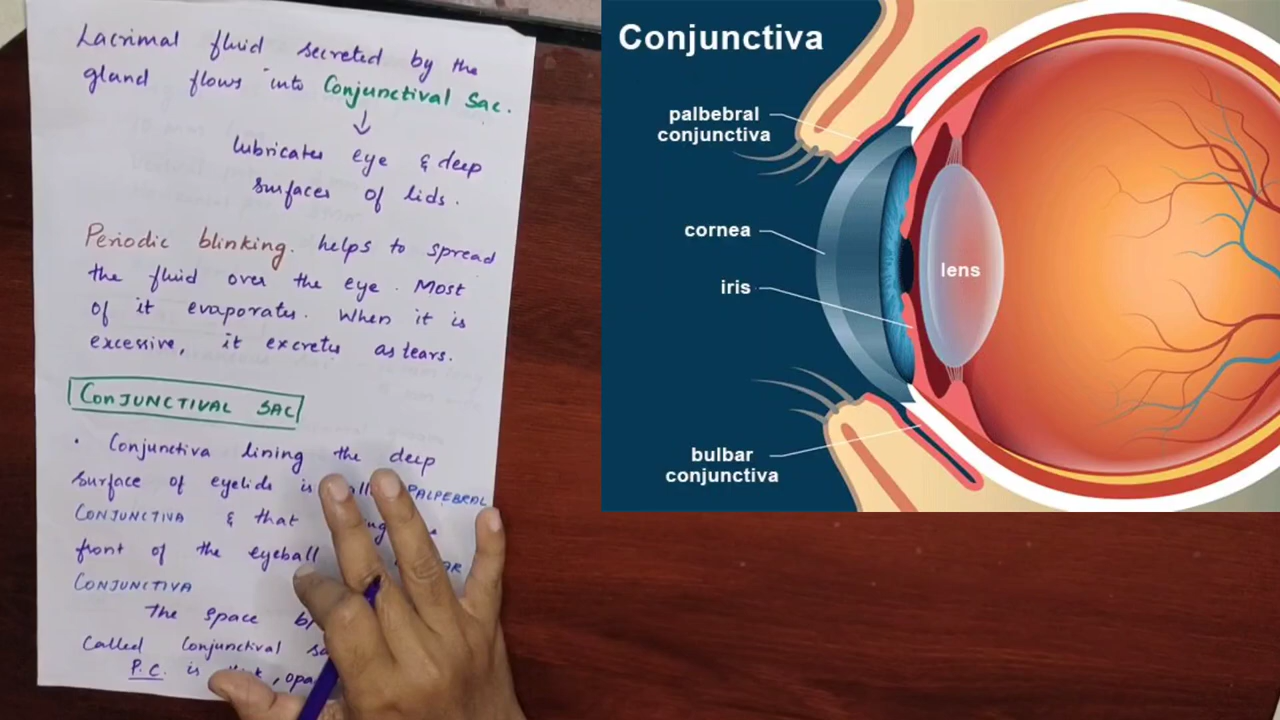 Lacrimal fluid secreted by the
gland flows into Conjunctival Sac.
lubricates eye & deep
surfaces of lids.
Periodic blinking. helps to spread
the fluid over the eye. Most
of it evaporates. When it is
excessive, it excretes as tears.
CONJUNCTIVAL SAC
• Conjunctiva lining the deep
surface of eyelids is PALPEBRAL
CONJUNCTIVA & that
front of the eyeball
CONJUNCTIVA
The space
Called Conjunctival
P.C. is
Conjunctiva
palbebral
conjunctiva
cornea
iris
lens
bulbar
conjunctiva